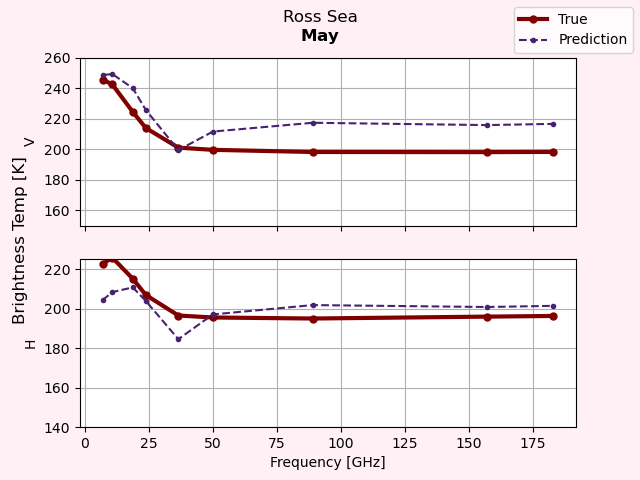 Ross Sea
May
True
Prediction
Brightness Temp [K]
V
260
240
220
200
180
160
H
220
200
180
160
140
0 25 50 75 100 125 150 175
Frequency [GHz]